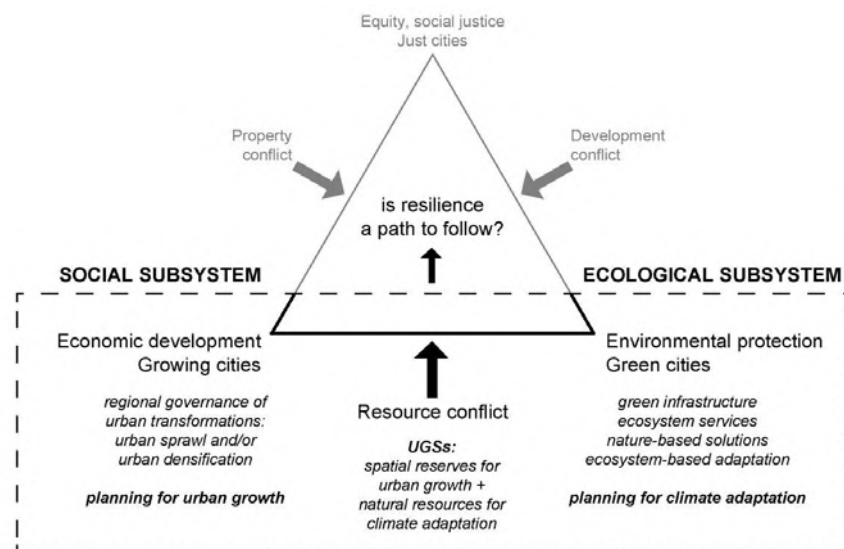 Equity, social justice
Just cities
Property
conflict
Development
conflict
is resilience
a path to follow?
SOCIAL SUBSYSTEM
ECOLOGICAL SUBSYSTEM
Economic development
Growing cities
regional governance of
urban transformations:
urban sprawl and/or
urban densification
planning for urban growth
Resource conflict
UGSs:
spatial reserves for
urban growth +
natural resources for
climate adaptation
Environmental protection
Green cities
green infrastructure
ecosystem services
nature-based solutions
ecosystem-based adaptation
planning for climate adaptation